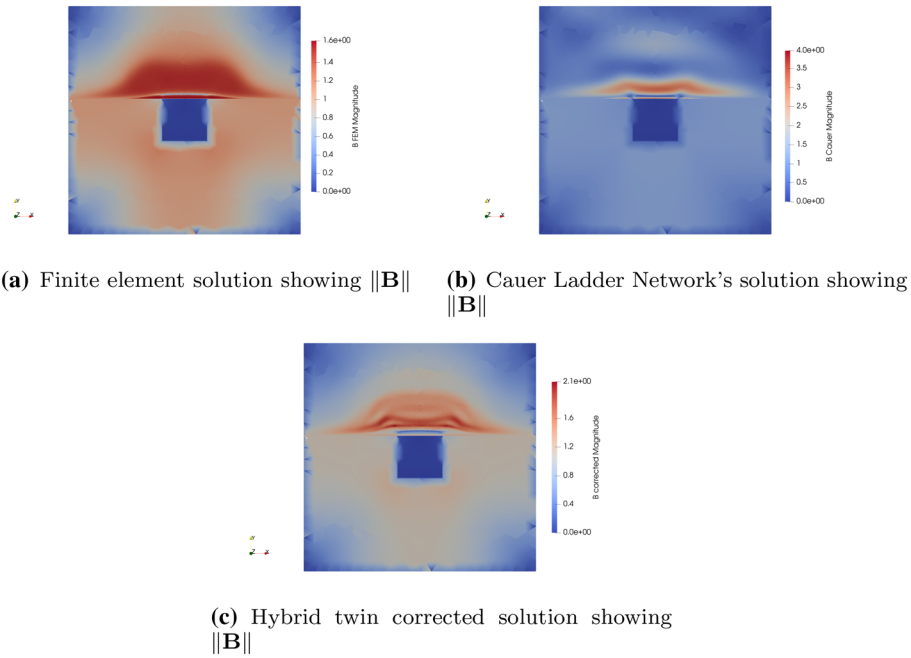 1.6e+00
1.4
1.2
1
0.8
0.6
0.4
0.2
0.0e+00
B FEM Magnitude
Y
Z
X
4.0e+00
3.5
3
2.5
2
1.5
1
0.5
0.0e+00
B Cauer Magnitude
Y
Z
X
(a) Finite element solution showing ‖B‖
(b) Cauer Ladder Network's solution showing
‖B‖
2.1e+00
1.6
1.2
0.8
0.4
0.0e+00
B corrected Magnitude
Y
Z
X
(c) Hybrid twin corrected solution showing
‖B‖